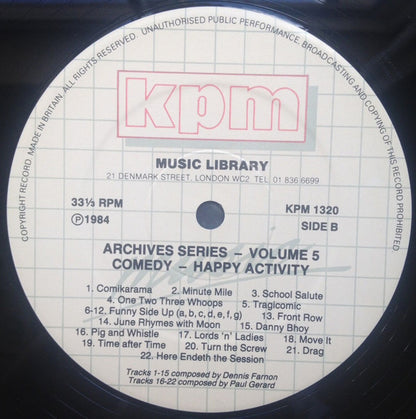 COPYRIGHT RECORD. MADE IN BRITAIN. ALL RIGHTS RESERVED. UNAUTHORISED PUBLIC PERFORMANCE, BROADCASTING AND COPYING OF THIS RECORD PROHIBITED.
kpm
MUSIC LIBRARY
21 DENMARK STREET, LONDON WC2 TEL 01 836 6699
33⅓ RPM
KPM 1320
Ⓟ1984
SIDE B
ARCHIVES SERIES – VOLUME 5
COMEDY – HAPPY ACTIVITY
1. Comikarama 2. Minute Mile 3. School Salute
4. One Two Three Whoops 5. Tragicomic
6-12. Funny Side Up (a, b, c, d, e, f, g) 13. Front Row
14. June Rhymes with Moon 15. Danny Bhoy
16. Pig and Whistle 17. Lords 'n' Ladies 18. Move It
19. Time after Time 20. Turn the Screw 21. Drag
22. Here Endeth the Session
Tracks 1-15 composed by Dennis Farnon
Tracks 16-22 composed by Paul Gerard